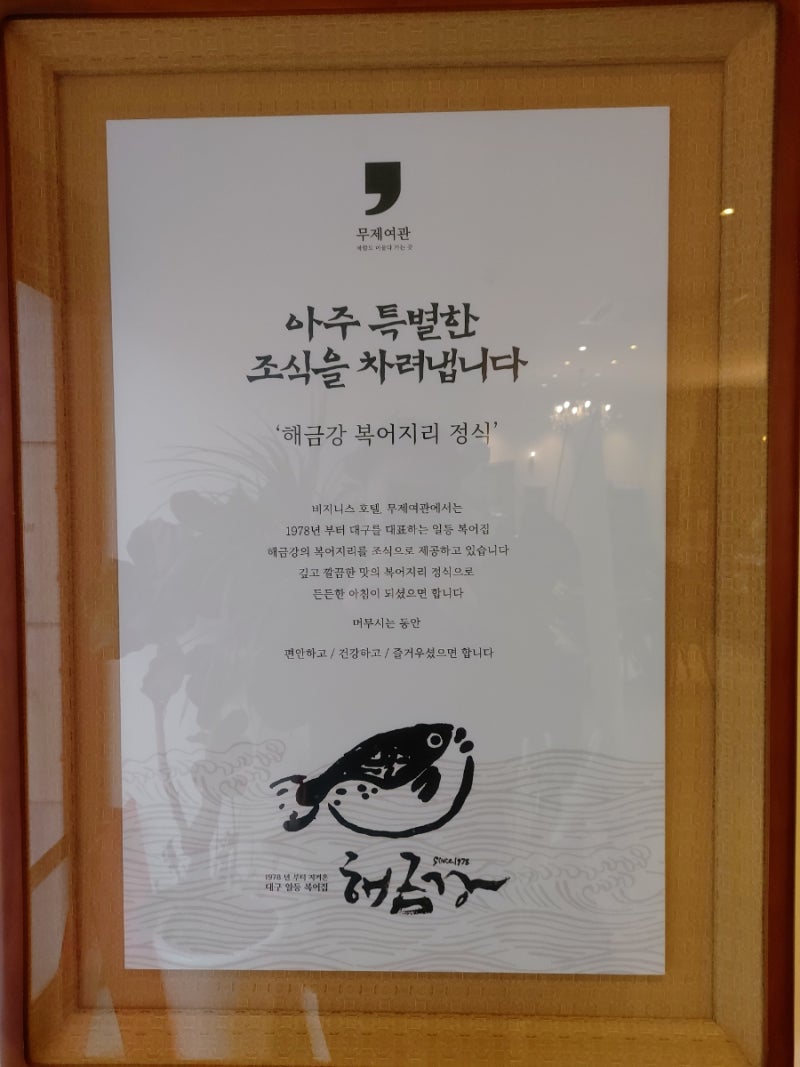 무제여관
아주 특별한
조식을 차려냅니다
‘해금강 복어지리 정식’
비지니스 호텔, 무제여관에서는
1978년 부터 대구를 대표하는 일등 복어집
해금강의 복어지리를 조식으로 제공하고 있습니다
깊고 깔끔한 맛의 복어지리 정식으로
든든한 아침이 되셨으면 합니다
머무시는 동안
편안하고 / 건강하고 / 즐거우셨으면 합니다
since1978
1978 년 부터 지켜온
대구 일등 복어집
해금강